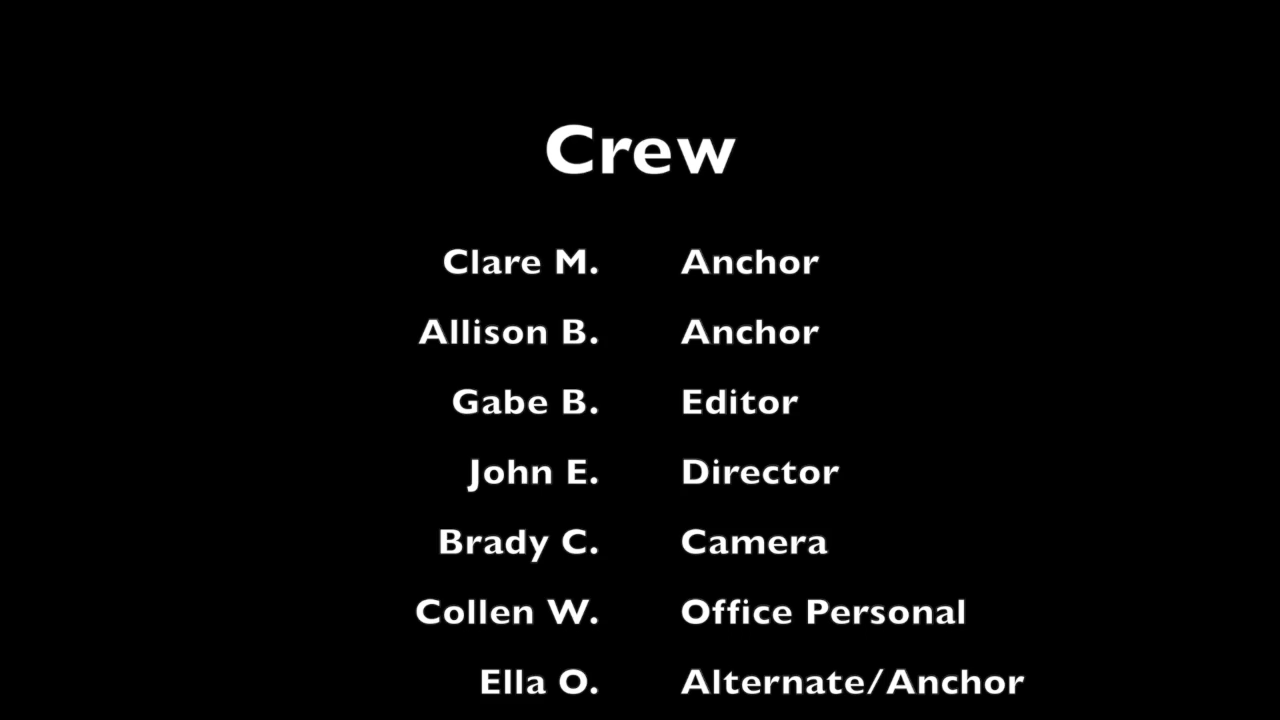 Crew
Clare M. Anchor
Allison B. Anchor
Gabe B. Editor
John E. Director
Brady C. Camera
Collen W. Office Personal
Ella O. Alternate/Anchor